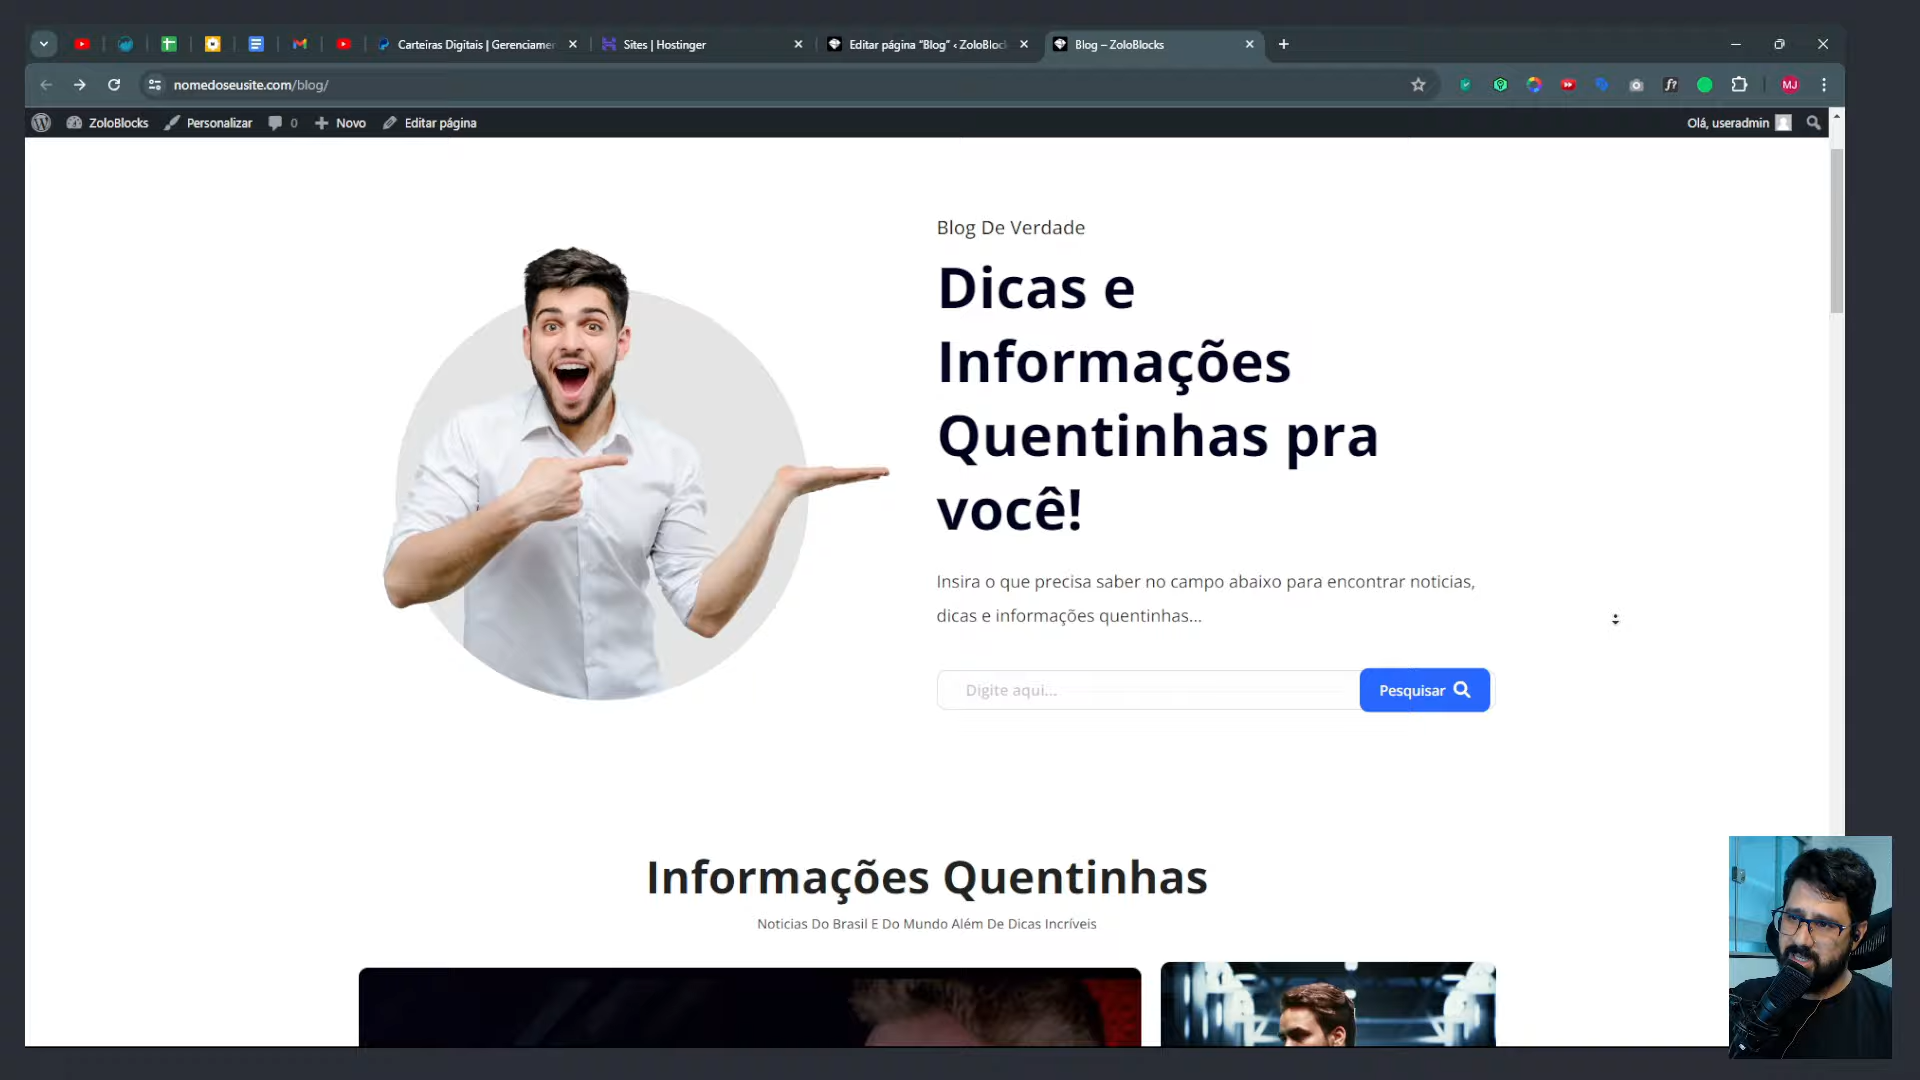 Carteiras Digitais | Gerenciamen
Sites | Hostinger
Editar página "Blog" ‹ ZoloBloc
Blog – ZoloBlocks
nomedoseusite.com/blog/
MJ
ZoloBlocks
Personalizar
0
Novo
Editar página
Olá, useradmin
Blog De Verdade
Dicas e
Informações
Quentinhas pra
você!
Insira o que precisa saber no campo abaixo para encontrar noticias,
dicas e informações quentinhas...
Digite aqui...
Pesquisar
Informações Quentinhas
Noticias Do Brasil E Do Mundo Além De Dicas Incríveis